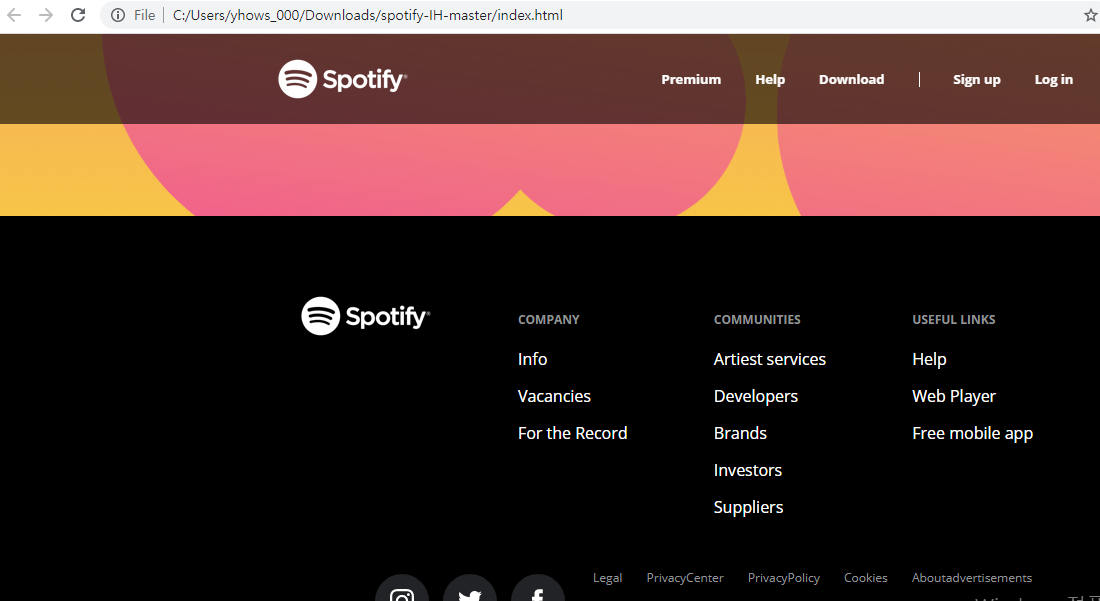 File C:/Users/yhows_000/Downloads/spotify-IH-master/index.html
Spotify® Premium Help Download | Sign up Log in
Spotify® COMPANY COMMUNITIES USEFUL LINKS
Info Artiest services Help
Vacancies Developers Web Player
For the Record Brands Free mobile app
Investors
Suppliers
Legal PrivacyCenter PrivacyPolicy Cookies Aboutadvertisements